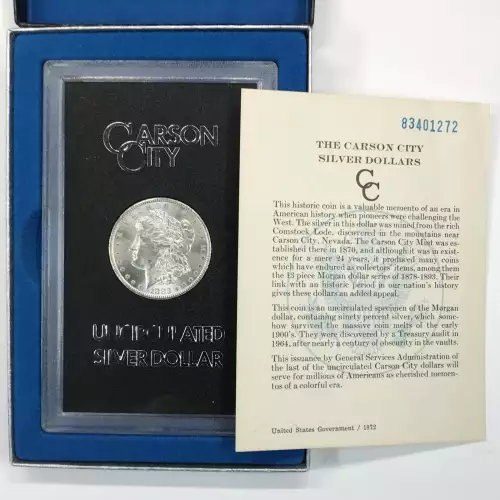 CARSON
CITY
1883
UNCIRCULATED
SILVER DOLLAR
83401272
THE CARSON CITY
SILVER DOLLARS
CC
This historic coin is a valuable memento of an era in
American history when pioneers were challenging the
West. The silver in this dollar was mined from the rich
Comstock Lode, discovered in the mountains near
Carson City, Nevada. The Carson City Mint was es-
tablished there in 1870, and although it was in exist-
ence for a mere 24 years, it produced many coins
which have endured as collectors' items, among them
the 13 piece Morgan dollar series of 1878-1893. Their
link with an historic period in our nation's history
gives these dollars an added appeal.
This coin is an uncirculated specimen of the Morgan
dollar, containing ninety percent silver, which some-
how survived the massive coin melts of the early
1900's. They were discovered by a Treasury audit in
1964, after nearly a century of obscurity in the vaults.
This issuance by General Services Administration of
the last of the uncirculated Carson City dollars will
serve for millions of Americans as cherished memen-
tos of a colorful era.
United States Government / 1972